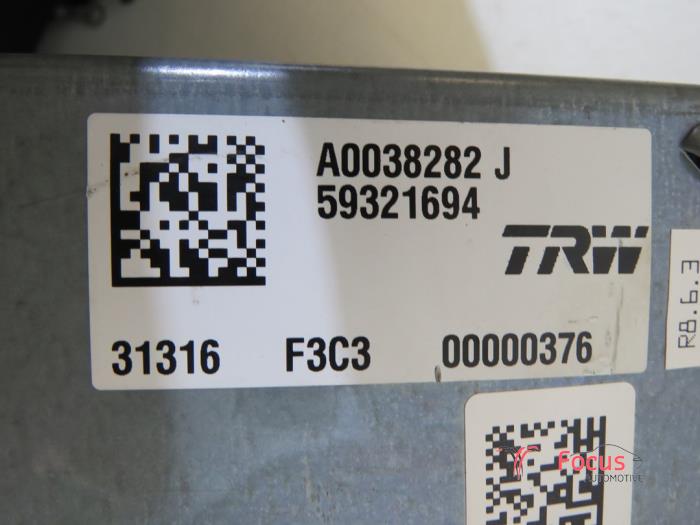 A0038282 J
59321694
TRW
31316 F3C3 00000376
R8.6.3
Focus
AUTOMOTIVE